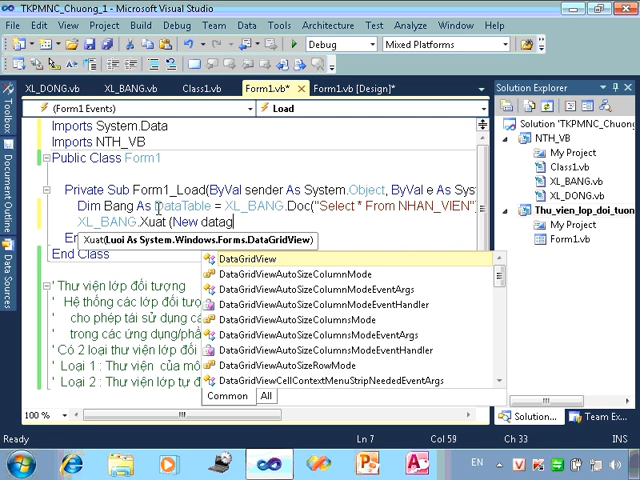 TKPMNC_Chuong_1 - Microsoft Visual Studio
File Edit View Project Build Debug Team Data Tools Architecture Test Analyze Window Help
Debug Mixed Platforms
XL_DONG.vb XL_BANG.vb Class1.vb Form1.vb* Form1.vb [Design]*
(Form1 Events) Load
Imports System.Data
Imports NTH_VB
Public Class Form1
Private Sub Form1_Load(ByVal sender As System.Object, ByVal e As Sys
Dim Bang As DataTable = XL_BANG.Doc("Select * From NHAN_VIEN")
XL_BANG.Xuat (New datag
Xuat(Luoi As System.Windows.Forms.DataGridView)
End Class
DataGridView
DataGridViewAutoSizeColumnMode
DataGridViewAutoSizeColumnModeEventArgs
DataGridViewAutoSizeColumnModeEventHandler
DataGridViewAutoSizeColumnsMode
DataGridViewAutoSizeColumnsModeEventArgs
DataGridViewAutoSizeColumnsModeEventHandler
DataGridViewAutoSizeRowMode
DataGridViewCellContextMenuStripNeededEventArgs
Common All
' Thư viện lớp đối tượng
' Hệ thống các lớp đối
' cho phép tái sử dụng cá
' trong các ứng dụng/phầ
' Có 2 loại thư viện lớp đối
' Loại 1 : Thư viện của mô
' Loại 2 : Thư viện lớp tự đ
100 %
Solution Explorer
Solution 'TKPMNC_Chuong
NTH_VB
My Project
Class1.vb
XL_BANG.vb
XL_DONG.vb
Thu_vien_lop_doi_tuon
My Project
Form1.vb
Solution... Team Ex...
Toolbox
Document Outline
Data Sources
Ready Ln 7 Col 59 Ch 33 INS
EN